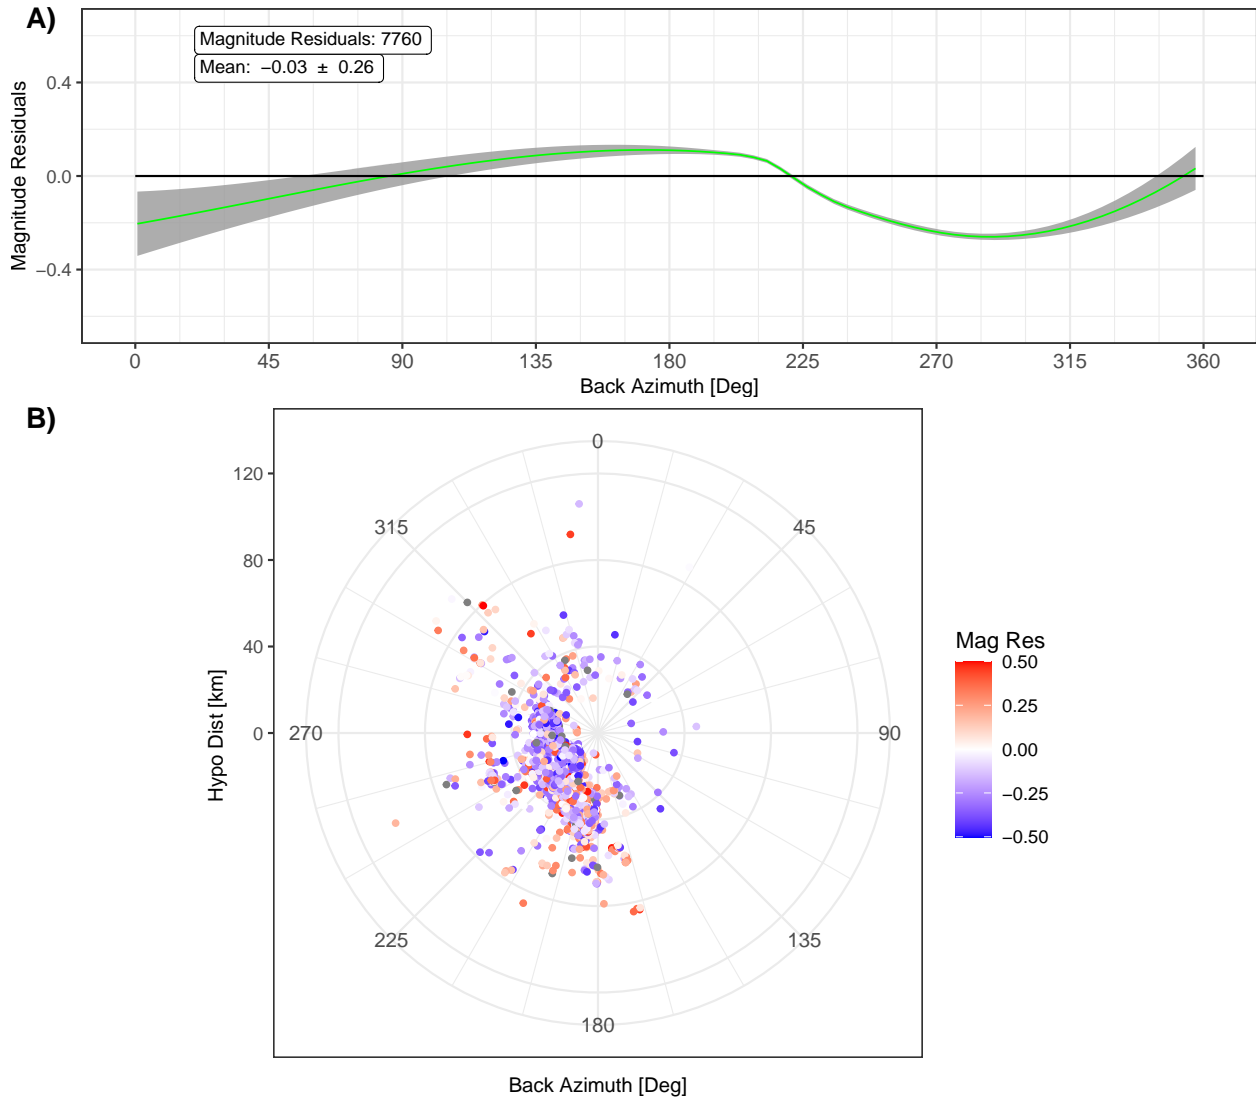 A)
Magnitude Residuals: 7760
Mean: −0.03 ± 0.26
Magnitude Residuals
0.4
0.0
−0.4
0 45 90 135 180 225 270 315 360
Back Azimuth [Deg]
B)
Hypo Dist [km]
120
80
40
0
0
45
90
135
180
225
270
315
Back Azimuth [Deg]
Mag Res
0.50
0.25
0.00
−0.25
−0.50